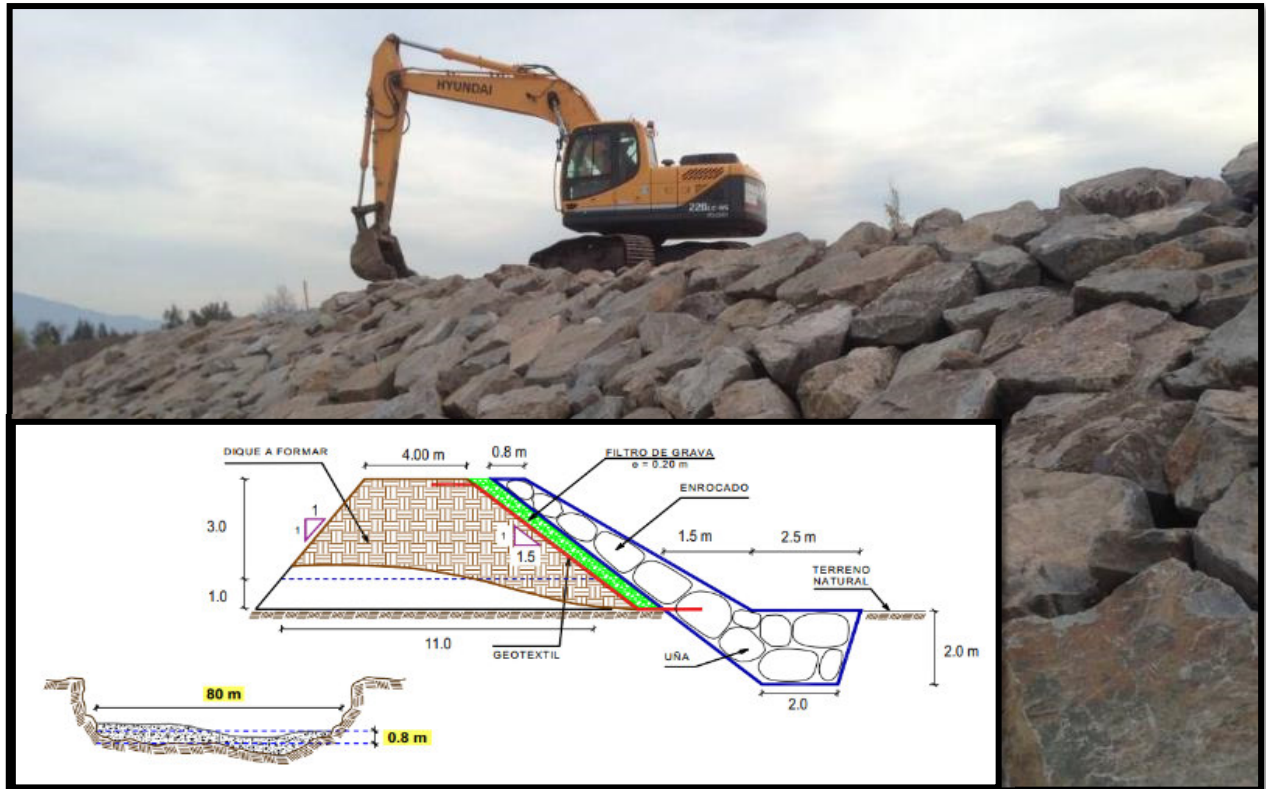 HYUNDAI
220LC-9S
DIQUE A FORMAR
4.00 m
0.8 m
FILTRO DE GRAVA
e = 0.20 m
ENROCADO
1
1
3.0
1
1.5
1.5 m
2.5 m
TERRENO
NATURAL
1.0
11.0
GEOTEXTIL
UÑA
2.0 m
2.0
80 m
0.8 m